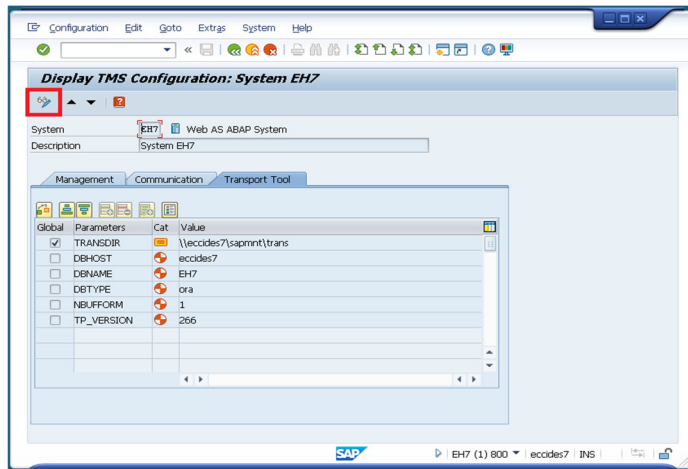 Configuration Edit Goto Extras System Help
Display TMS Configuration: System EH7
System EH7 Web AS ABAP System
Description System EH7
Management Communication Transport Tool
Global Parameters Cat Value
TRANSDIR \\eccides7\sapmnt\trans
DBHOST eccides7
DBNAME EH7
DBTYPE ora
NBUFFORM 1
TP_VERSION 266
SAP EH7 (1) 800 eccides7 INS